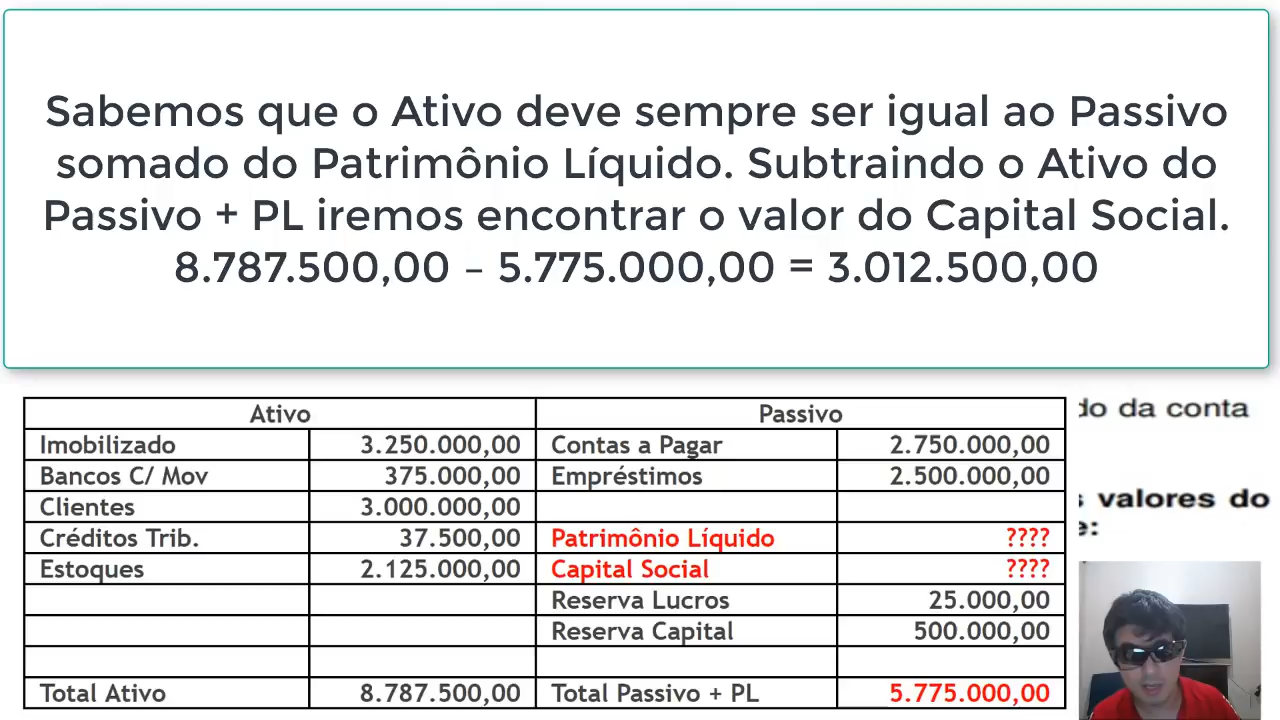 Sabemos que o Ativo deve sempre ser igual ao Passivo
somado do Patrimônio Líquido. Subtraindo o Ativo do
Passivo + PL iremos encontrar o valor do Capital Social.
8.787.500,00 – 5.775.000,00 = 3.012.500,00
Ativo Passivo
Imobilizado 3.250.000,00 Contas a Pagar 2.750.000,00
Bancos C/ Mov 375.000,00 Empréstimos 2.500.000,00
Clientes 3.000.000,00
Créditos Trib. 37.500,00 Patrimônio Líquido ????
Estoques 2.125.000,00 Capital Social ????
Reserva Lucros 25.000,00
Reserva Capital 500.000,00
Total Ativo 8.787.500,00 Total Passivo + PL 5.775.000,00
da conta
valores do